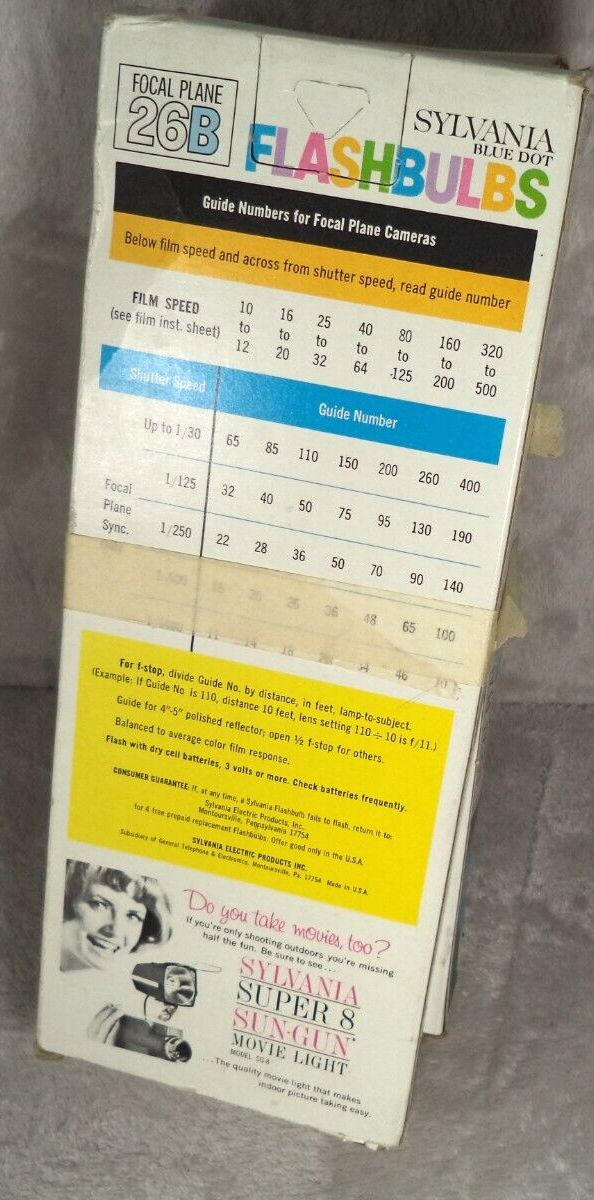 FOCAL PLANE
26B
SYLVANIA
BLUE DOT
FLASHBULBS
Guide Numbers for Focal Plane Cameras
Below film speed and across from shutter speed, read guide number
FILM SPEED
(see film inst. sheet)
10 16 25 40 80 160 320
to to to to to to to
12 20 32 64 -125 200 500
Shutter Speed Guide Number
Up to 1/30 65 85 110 150 200 260 400
Focal
Plane
Sync.
1/125 32 40 50 75 95 130 190
1/250 22 28 36 50 70 90 140
20 26 36 48 65 100
11 14 18 34 46
For f-stop, divide Guide No. by distance, in feet, lamp-to-subject.
(Example: If Guide No is 110, distance 10 feet, lens setting 110 ÷ 10 is f/11.)
Guide for 4"-5" polished reflector; open ½ f-stop for others.
Balanced to average color film response.
Flash with dry cell batteries, 3 volts or more. Check batteries frequently.
CONSUMER GUARANTEE: If, at any time, a Sylvania Flashbulb fails to flash, return it to:
Sylvania Electric Products, Inc.
Montoursville, Pennsylvania 17754
for 4 free prepaid replacement Flashbulbs. Offer good only in the U.S.A.
SYLVANIA ELECTRIC PRODUCTS INC.
Subsidiary of General Telephone & Electronics, Montoursville, Pa. 17754 Made in U.S.A.
Do you take movies, too?
If you're only shooting outdoors you're missing
half the fun. Be sure to see...
SYLVANIA
SUPER 8
SUN-GUN*
MOVIE LIGHT
MODEL SG-8
...The quality movie light that makes
indoor picture taking easy.